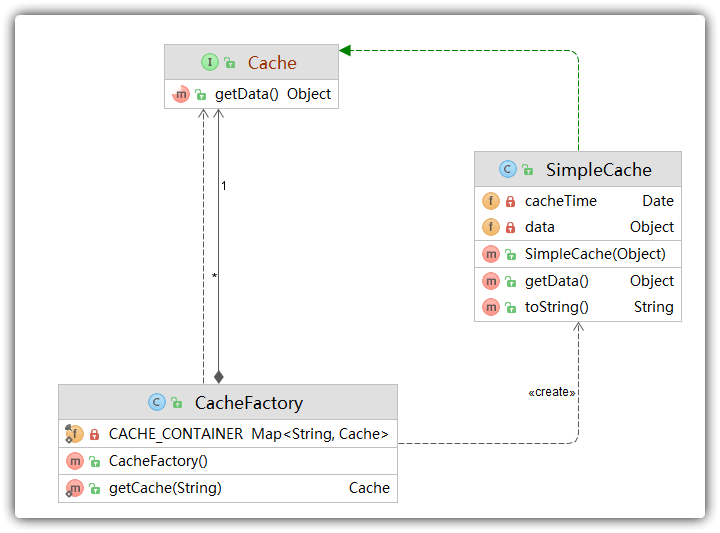 I Cache
m getData() Object
C SimpleCache
f cacheTime Date
f data Object
m SimpleCache(Object)
m getData() Object
m toString() String
1
*
«create»
C CacheFactory
f CACHE_CONTAINER Map<String, Cache>
m CacheFactory()
m getCache(String) Cache